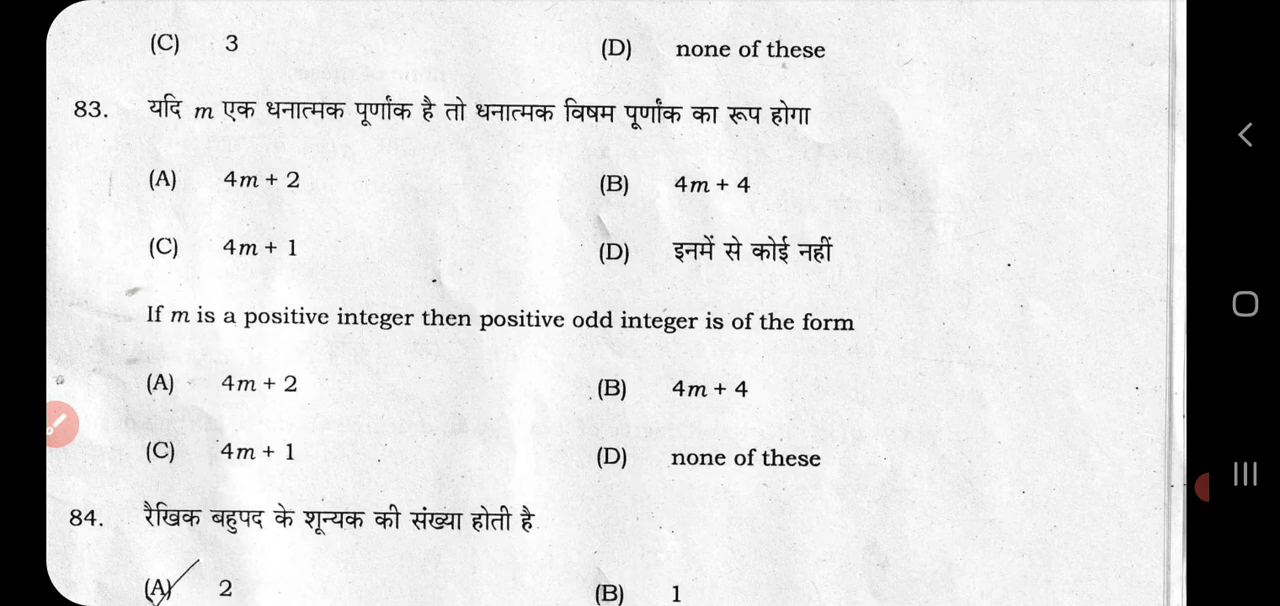 (C) 3 (D) none of these
83. यदि m एक धनात्मक पूर्णांक है तो धनात्मक विषम पूर्णांक का रूप होगा
(A) 4m + 2 (B) 4m + 4
(C) 4m + 1 (D) इनमें से कोई नहीं
If m is a positive integer then positive odd integer is of the form
(A) 4m + 2 (B) 4m + 4
(C) 4m + 1 (D) none of these
84. रैखिक बहुपद के शून्यक की संख्या होती है
(A) 2 (B) 1